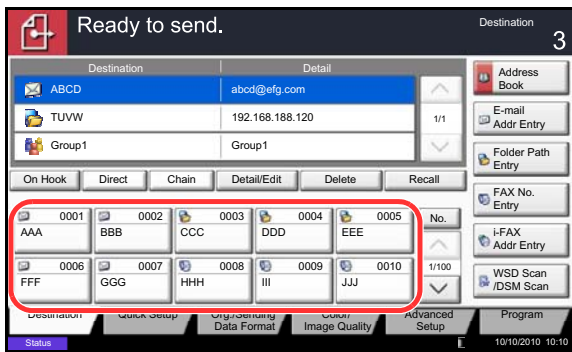 Ready to send.
Destination
3
Destination Detail
ABCD abcd@efg.com
TUVW 192.168.188.120
1/1
Group1 Group1
On Hook Direct Chain Detail/Edit Delete Recall
Address
Book
E-mail
Addr Entry
Folder Path
Entry
FAX No.
Entry
i-FAX
Addr Entry
WSD Scan
/DSM Scan
0001 0002 0003 0004 0005 No.
AAA BBB CCC DDD EEE
0006 0007 0008 0009 0010 1/100
FFF GGG HHH III JJJ
Destination Quick Setup Org./Sending
Data Format Color/
Image Quality Advanced
Setup Program
Status 10/10/2010 10:10